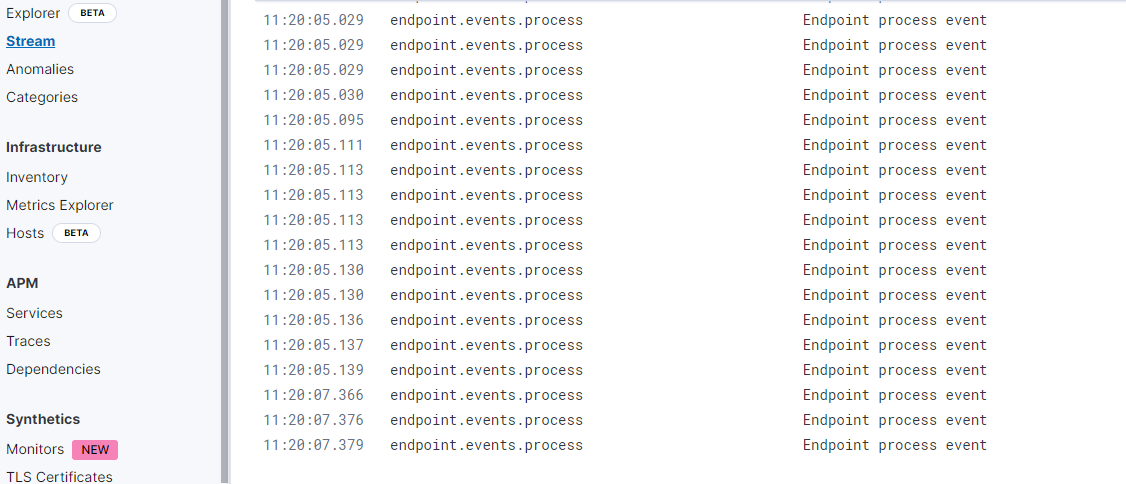 Explorer BETA
Stream
Anomalies
Categories
Infrastructure
Inventory
Metrics Explorer
Hosts BETA
APM
Services
Traces
Dependencies
Synthetics
Monitors NEW
TLS Certificates
11:20:05.029 endpoint.events.process Endpoint process event
11:20:05.029 endpoint.events.process Endpoint process event
11:20:05.029 endpoint.events.process Endpoint process event
11:20:05.030 endpoint.events.process Endpoint process event
11:20:05.095 endpoint.events.process Endpoint process event
11:20:05.111 endpoint.events.process Endpoint process event
11:20:05.113 endpoint.events.process Endpoint process event
11:20:05.113 endpoint.events.process Endpoint process event
11:20:05.113 endpoint.events.process Endpoint process event
11:20:05.113 endpoint.events.process Endpoint process event
11:20:05.130 endpoint.events.process Endpoint process event
11:20:05.130 endpoint.events.process Endpoint process event
11:20:05.136 endpoint.events.process Endpoint process event
11:20:05.137 endpoint.events.process Endpoint process event
11:20:05.139 endpoint.events.process Endpoint process event
11:20:07.366 endpoint.events.process Endpoint process event
11:20:07.376 endpoint.events.process Endpoint process event
11:20:07.379 endpoint.events.process Endpoint process event